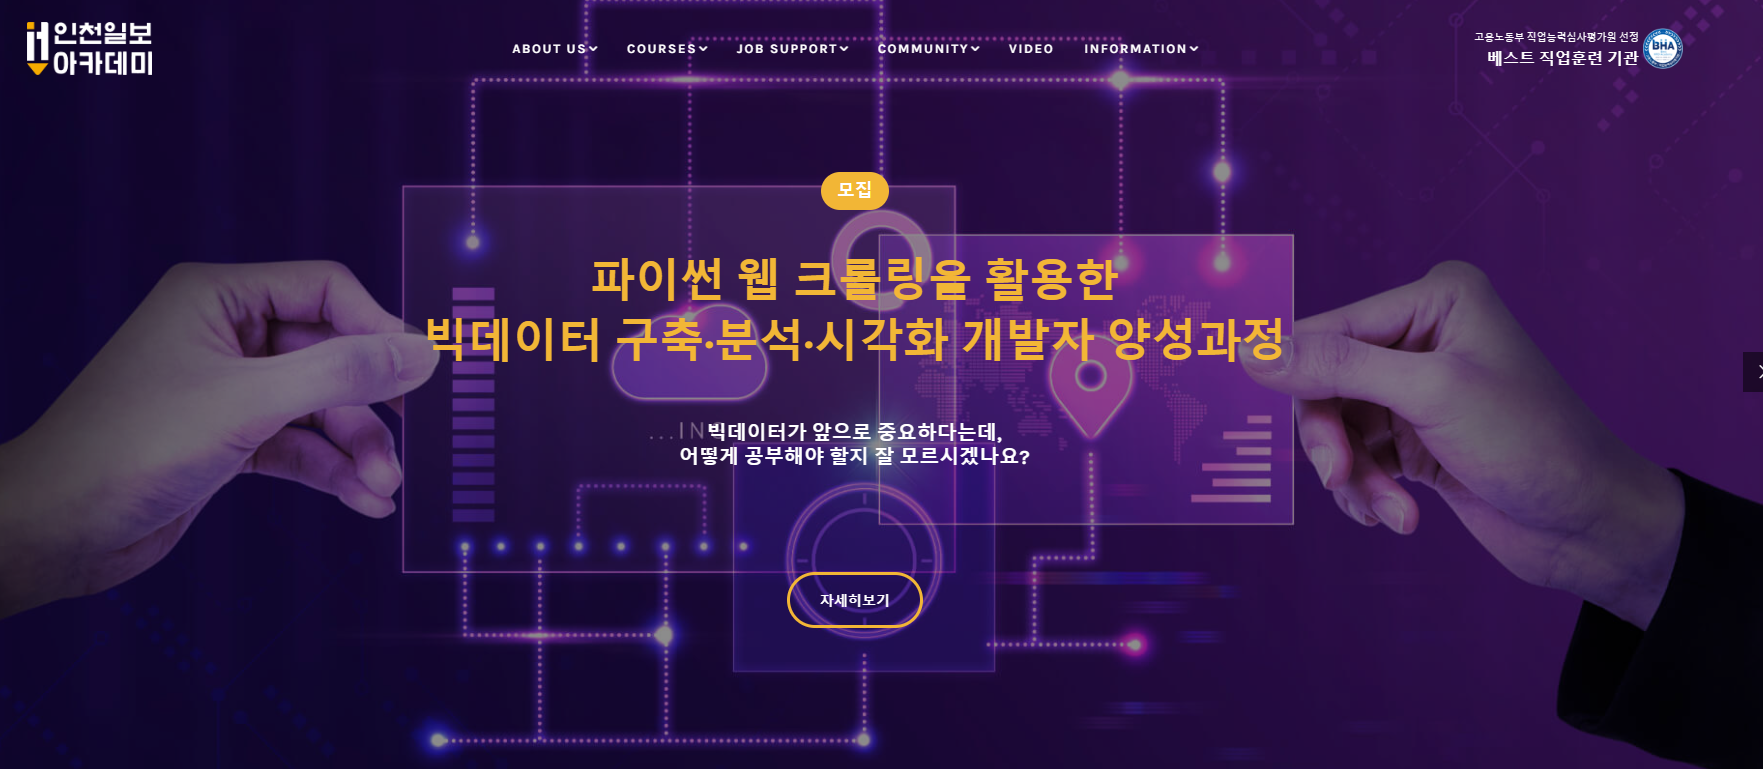 인천일보
아카데미
ABOUT US
COURSES
JOB SUPPORT
COMMUNITY
VIDEO
INFORMATION
고용노동부 직업능력심사평가원 선정
베스트 직업훈련 기관
BHA
모집
파이썬 웹 크롤링을 활용한
빅데이터 구축·분석·시각화 개발자 양성과정
...IN
빅데이터가 앞으로 중요하다는데,
어떻게 공부해야 할지 잘 모르시겠나요?
자세히보기